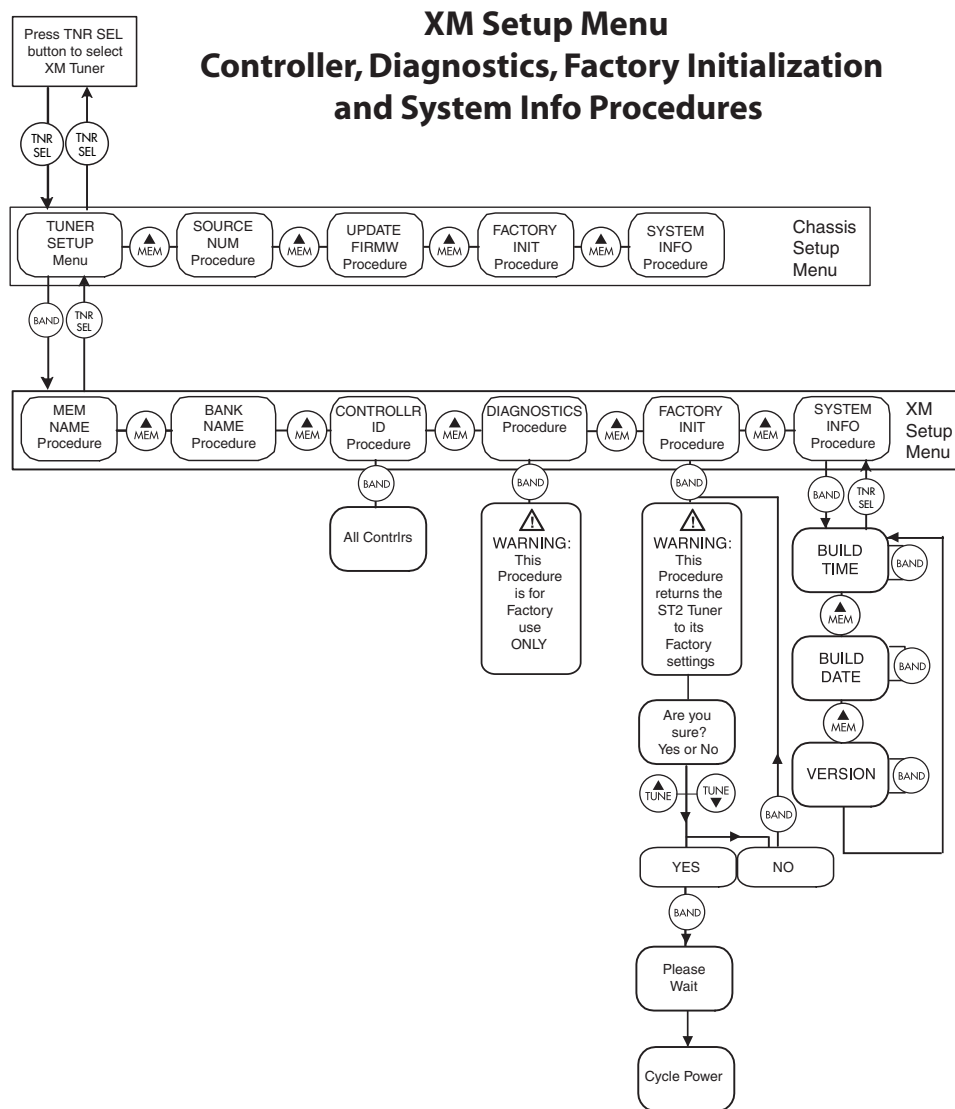 XM Setup Menu
Controller, Diagnostics, Factory Initialization
and System Info Procedures
Press TNR SEL
button to select
XM Tuner
TNR
SEL
TNR
SEL
TUNER
SETUP
Menu
MEM
SOURCE
NUM
Procedure
MEM
UPDATE
FIRMW
Procedure
MEM
FACTORY
INIT
Procedure
MEM
SYSTEM
INFO
Procedure
Chassis
Setup
Menu
BAND
TNR
SEL
MEM
NAME
Procedure
MEM
BANK
NAME
Procedure
MEM
CONTROLLR
ID
Procedure
MEM
DIAGNOSTICS
Procedure
MEM
FACTORY
INIT
Procedure
MEM
SYSTEM
INFO
Procedure
XM
Setup
Menu
BAND
All Contrlrs
BAND
WARNING:
This
Procedure
is for
Factory
use
ONLY
BAND
WARNING:
This
Procedure
returns the
ST2 Tuner
to its
Factory
settings
Are you
sure?
Yes or No
TUNE
TUNE
BAND
YES
NO
BAND
Please
Wait
Cycle Power
BAND
TNR
SEL
BUILD
TIME
BAND
MEM
BUILD
DATE
BAND
MEM
VERSION
BAND